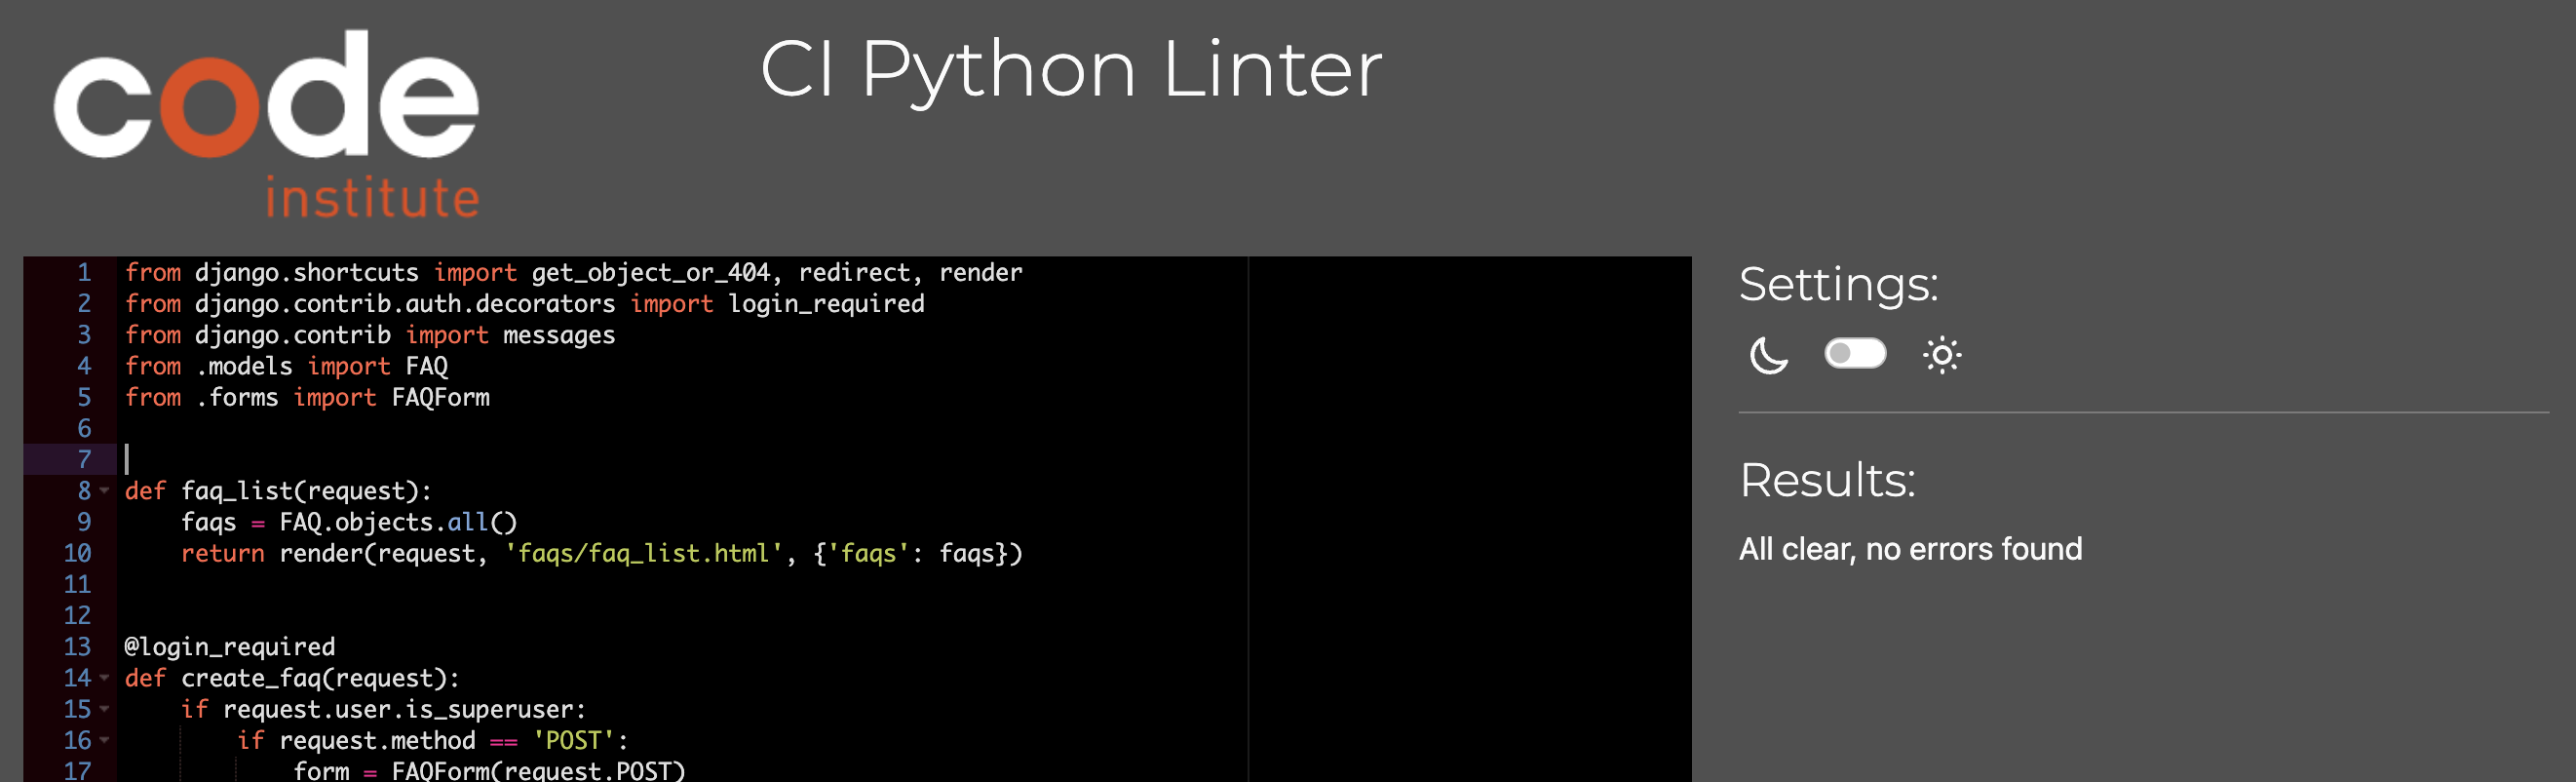 code
institute
CI Python Linter
1 from django.shortcuts import get_object_or_404, redirect, render
2 from django.contrib.auth.decorators import login_required
3 from django.contrib import messages
4 from .models import FAQ
5 from .forms import FAQForm
6
7
8 def faq_list(request):
9     faqs = FAQ.objects.all()
10     return render(request, 'faqs/faq_list.html', {'faqs': faqs})
11
12
13 @login_required
14 def create_faq(request):
15     if request.user.is_superuser:
16         if request.method == 'POST':
17             form = FAQForm(request.POST)
Settings:
Results:
All clear, no errors found